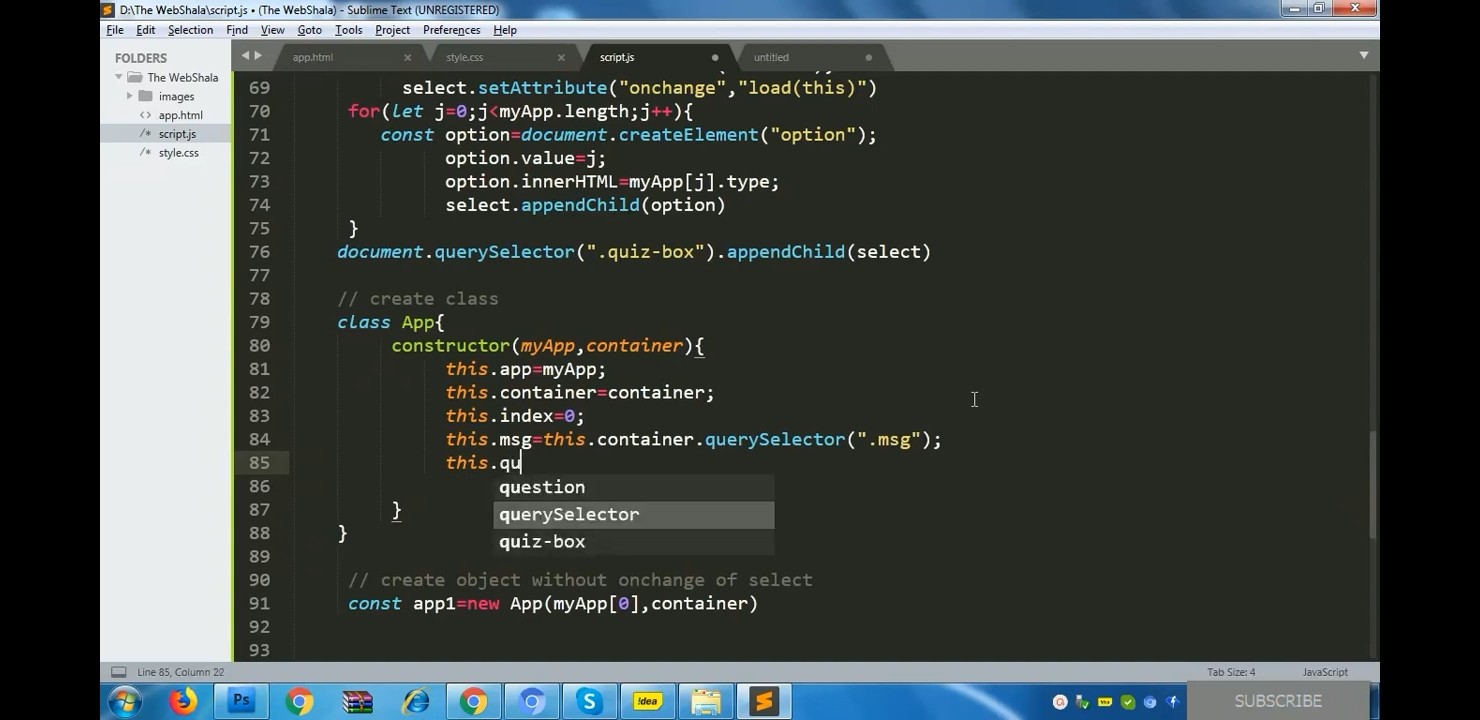 D:\The WebShala\script.js • (The WebShala) - Sublime Text (UNREGISTERED)
File Edit Selection Find View Goto Tools Project Preferences Help
FOLDERS
The WebShala
images
app.html
script.js
style.css
app.html style.css script.js untitled
69 select.setAttribute("onchange","load(this)")
70 for(let j=0;j<myApp.length;j++){
71 const option=document.createElement("option");
72 option.value=j;
73 option.innerHTML=myApp[j].type;
74 select.appendChild(option)
75 }
76 document.querySelector(".quiz-box").appendChild(select)
77
78 // create class
79 class App{
80 constructor(myApp,container){
81 this.app=myApp;
82 this.container=container;
83 this.index=0;
84 this.msg=this.container.querySelector(".msg");
85 this.qu
question
86
querySelector
87 }
88 }
quiz-box
89
90 // create object without onchange of select
91 const app1=new App(myApp[0],container)
92
93
Line 85, Column 22 Tab Size: 4 JavaScript
Ps !dea SUBSCRIBE